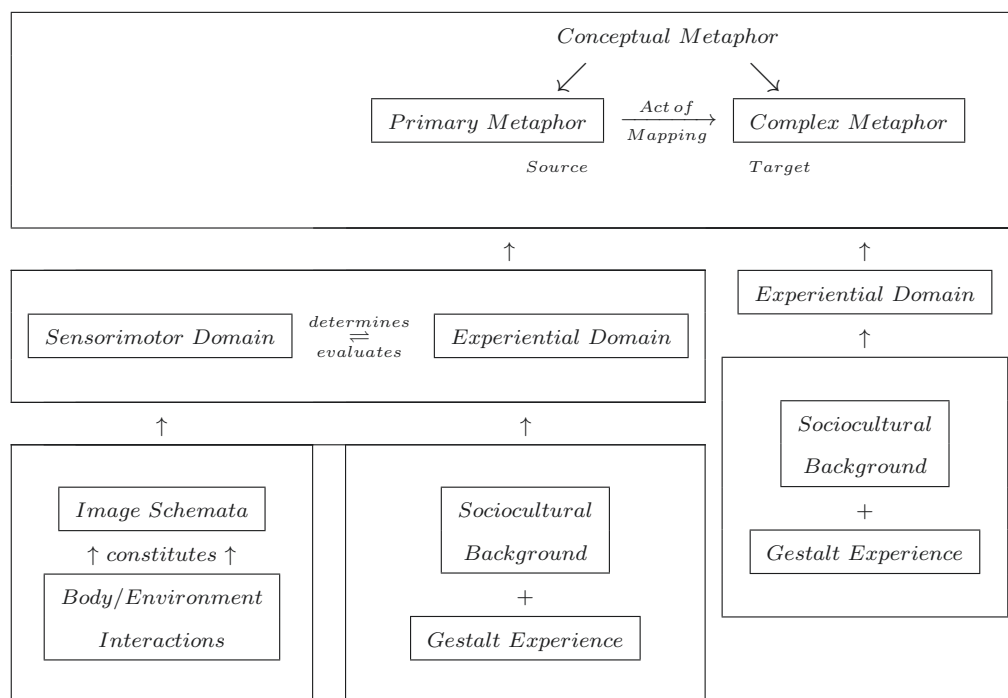 Conceptual Metaphor
Primary Metaphor
Act of
Mapping
Complex Metaphor
Source
Target
Sensorimotor Domain
determines
evaluates
Experiential Domain
Experiential Domain
Image Schemata
constitutes
Body/Environment
Interactions
Sociocultural
Background
+
Gestalt Experience
Sociocultural
Background
+
Gestalt Experience